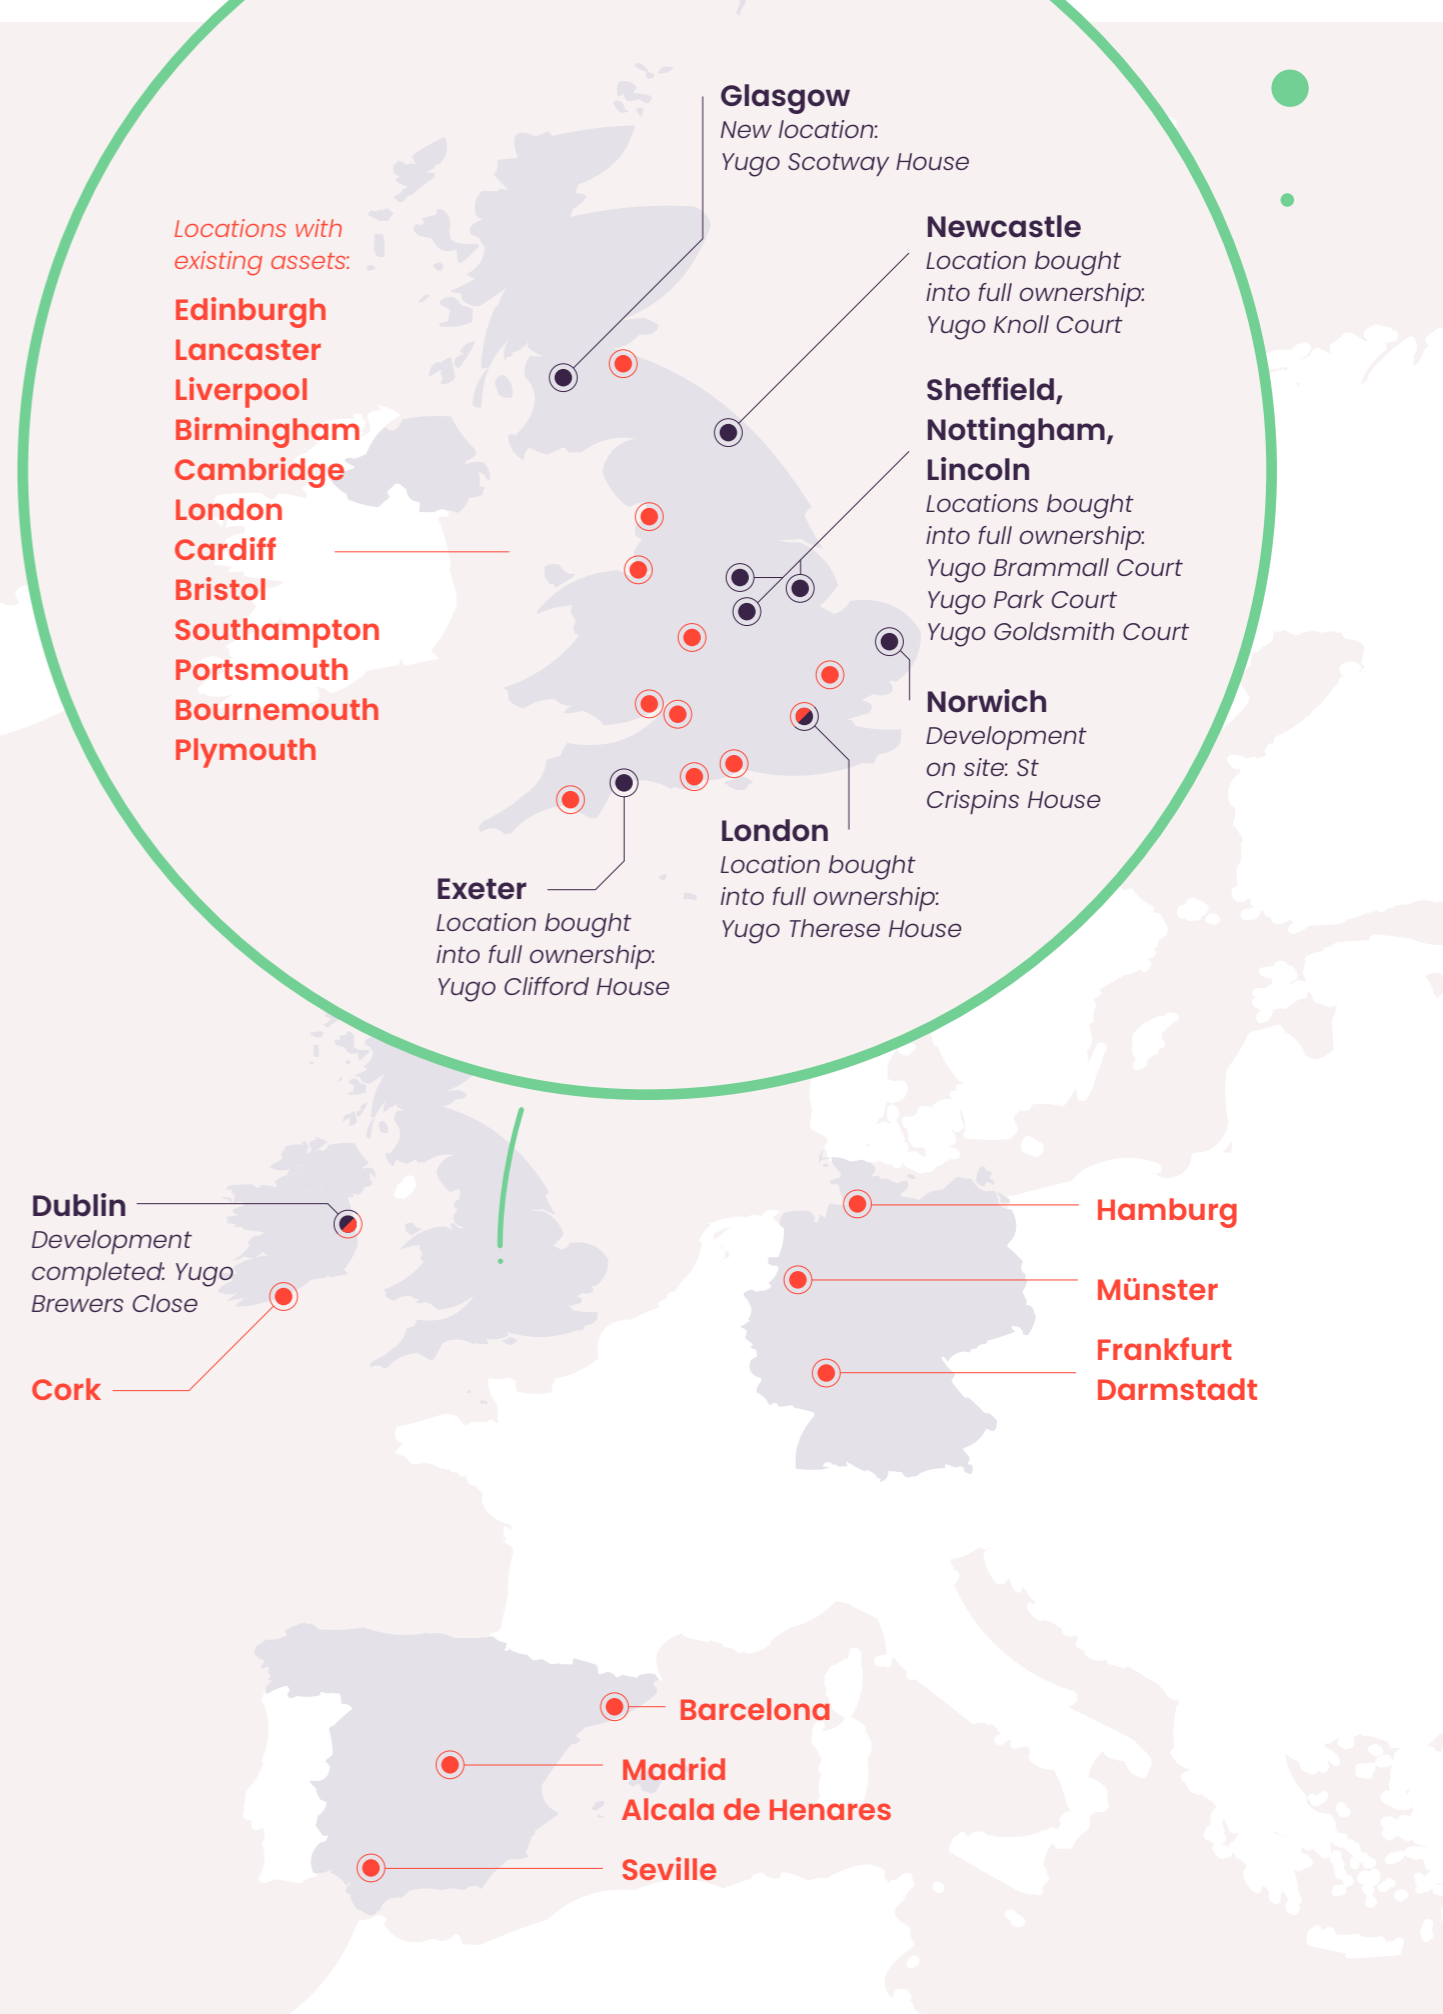 Glasgow
New location:
Yugo Scotway House
Locations with
existing assets:
Edinburgh
Lancaster
Liverpool
Birmingham
Cambridge
London
Cardiff
Bristol
Southampton
Portsmouth
Bournemouth
Plymouth
Newcastle
Location bought
into full ownership:
Yugo Knoll Court
Sheffield,
Nottingham,
Lincoln
Locations bought
into full ownership:
Yugo Brammall Court
Yugo Park Court
Yugo Goldsmith Court
Norwich
Development
on site: St
Crispins House
London
Location bought
into full ownership:
Yugo Therese House
Exeter
Location bought
into full ownership:
Yugo Clifford House
Dublin
Development
completed: Yugo
Brewers Close
Cork
Hamburg
Münster
Frankfurt
Darmstadt
Barcelona
Madrid
Alcala de Henares
Seville